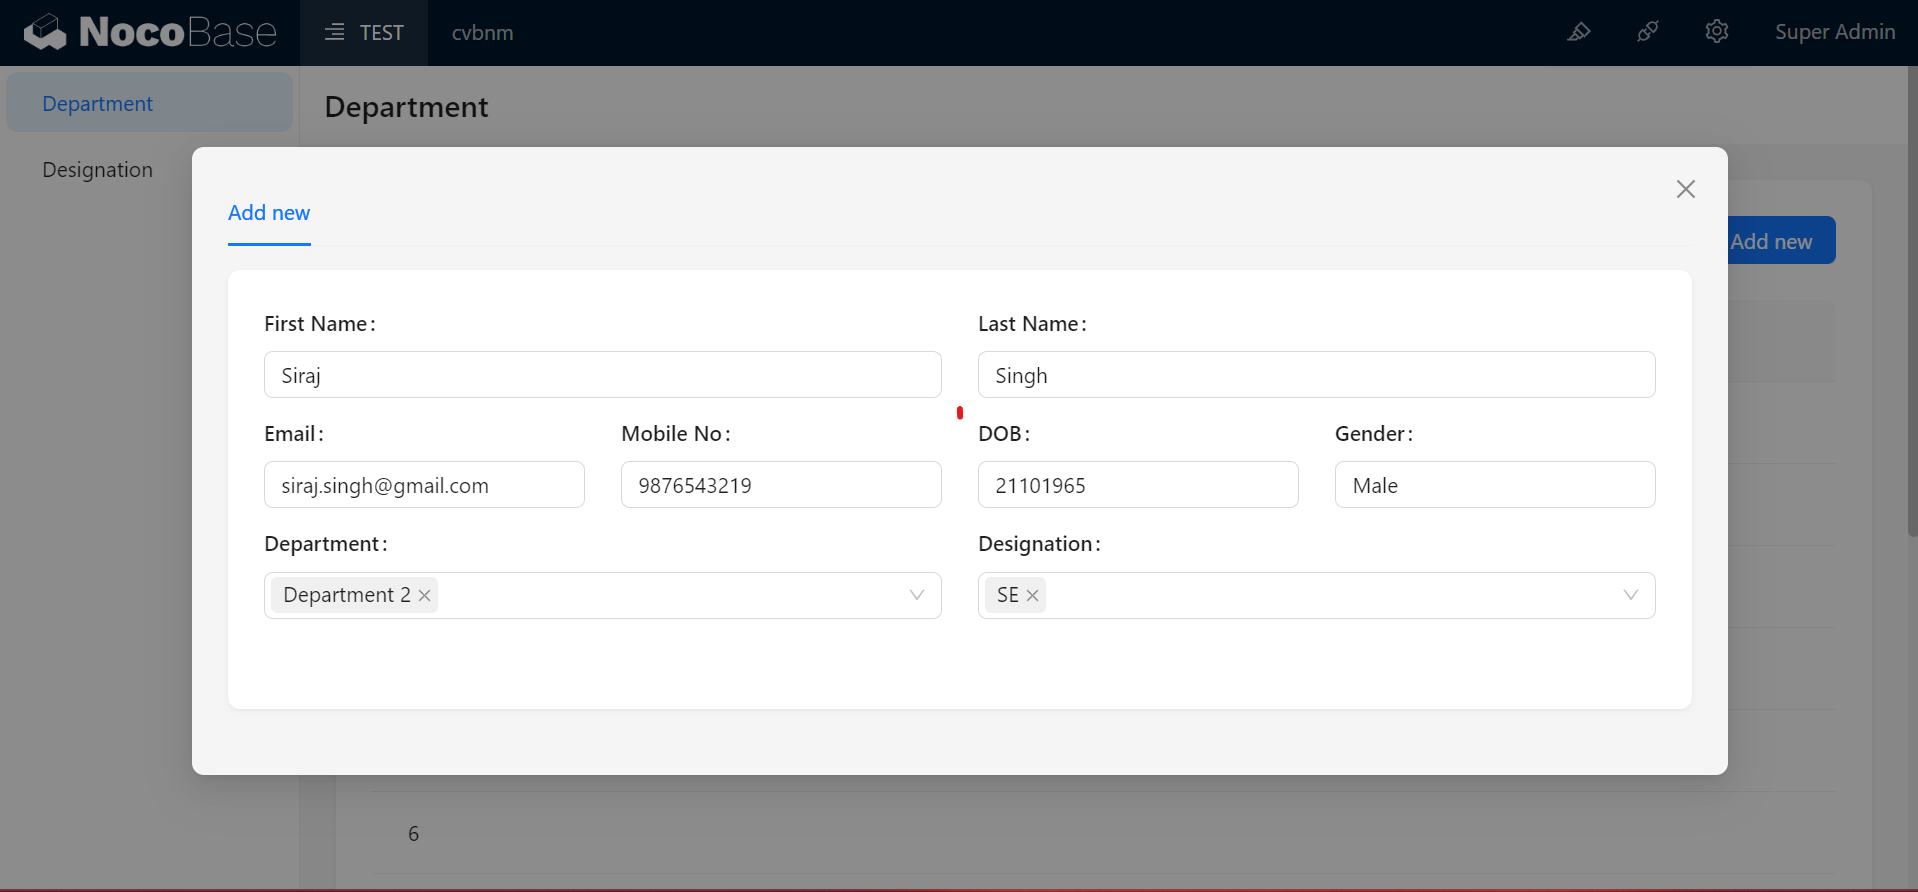 NocoBase TEST cvbnm Super Admin
Department
Designation
Department
Add new
Add new
First Name:
Last Name:
Siraj
Singh
Email:
Mobile No:
DOB:
Gender:
siraj.singh@gmail.com
9876543219
21101965
Male
Department:
Designation:
Department 2
SE
6